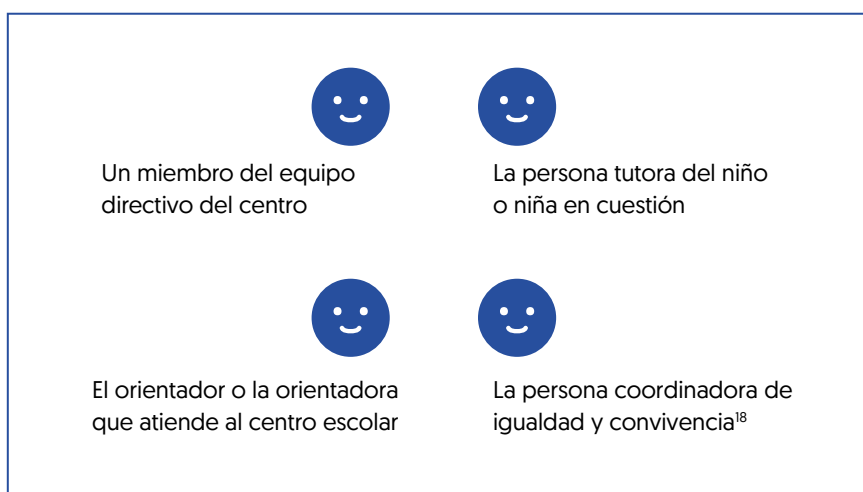 Un miembro del equipo
directivo del centro
La persona tutora del niño
o niña en cuestión
El orientador o la orientadora
que atiende al centro escolar
La persona coordinadora de
igualdad y convivencia18